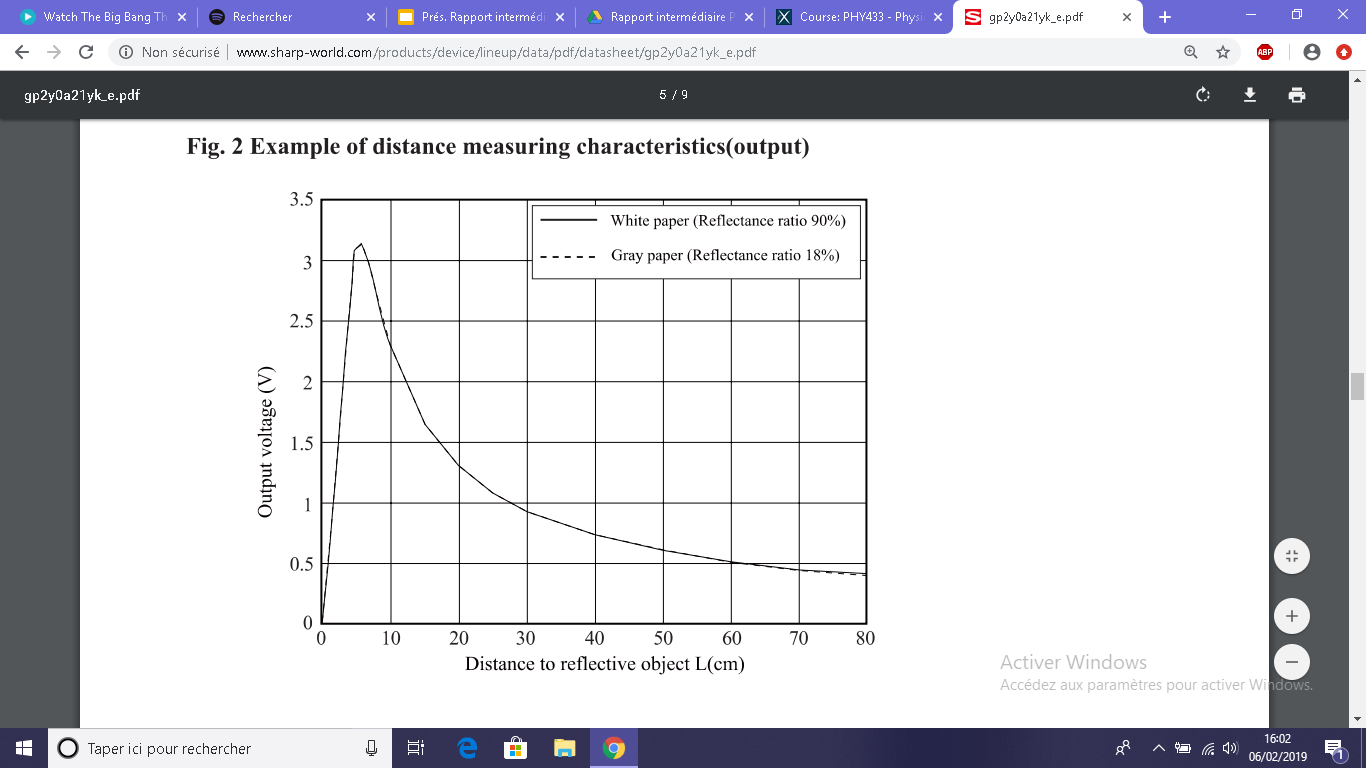 Watch The Big Bang Th
Rechercher
Prés. Rapport intermédi
Rapport intermédiaire P
Course: PHY433 - Physi
gp2y0a21yk_e.pdf
Non sécurisé | www.sharp-world.com/products/device/lineup/data/pdf/datasheet/gp2y0a21yk_e.pdf
ABP
gp2y0a21yk_e.pdf
5 / 9
Fig. 2 Example of distance measuring characteristics(output)
3.5
3
2.5
2
1.5
1
0.5
0
Output voltage (V)
White paper (Reflectance ratio 90%)
Gray paper (Reflectance ratio 18%)
0 10 20 30 40 50 60 70 80
Distance to reflective object L(cm)
Activer Windows
Accédez aux paramètres pour activer Windows.
Taper ici pour rechercher
16:02
06/02/2019
1